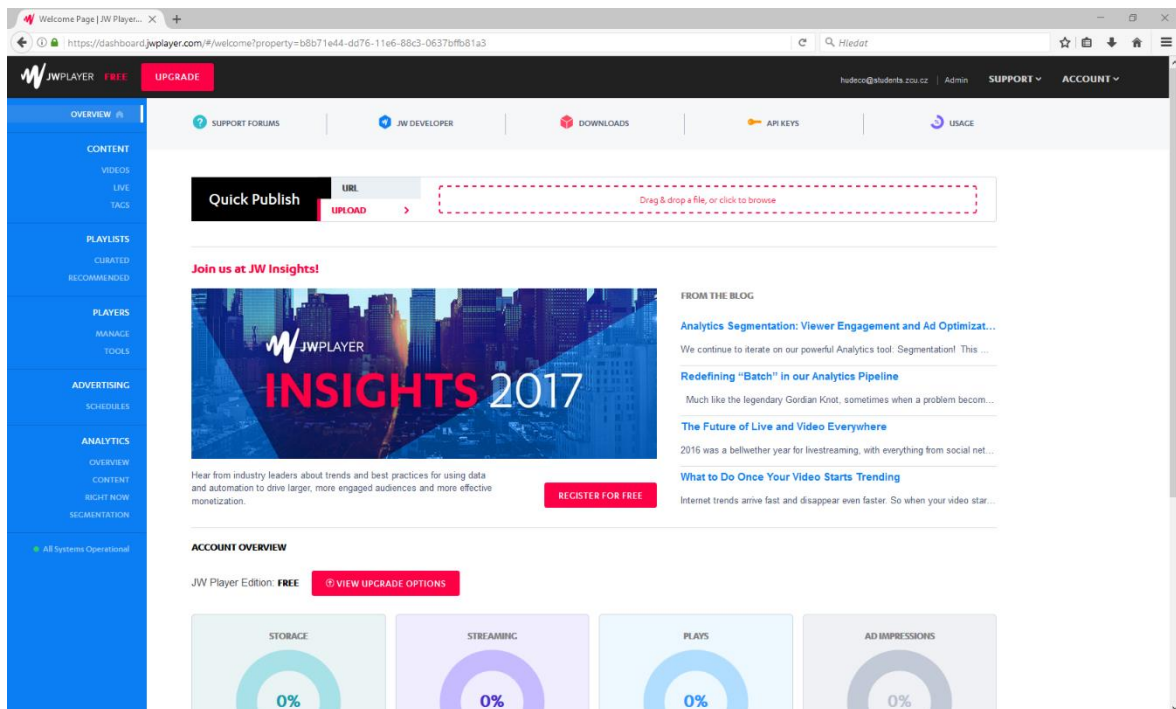 Welcome Page | JW Player...
https://dashboard.jwplayer.com/#/welcome?property=b8b71e44-dd76-11e6-88c3-0637bffb81a3
Hledat
JWPLAYER FREE
UPGRADE
hudeco@students.zcu.cz | Admin
SUPPORT
ACCOUNT
OVERVIEW
CONTENT
VIDEOS
LIVE
TAGS
PLAYLISTS
CURATED
RECOMMENDED
PLAYERS
MANAGE
TOOLS
ADVERTISING
SCHEDULES
ANALYTICS
OVERVIEW
CONTENT
RIGHT NOW
SEGMENTATION
All Systems Operational
SUPPORT FORUMS
JW DEVELOPER
DOWNLOADS
API KEYS
USAGE
Quick Publish
URL
UPLOAD
Drag & drop a file, or click to browse
Join us at JW Insights!
JWPLAYER
INSIGHTS 2017
Hear from industry leaders about trends and best practices for using data
and automation to drive larger, more engaged audiences and more effective
monetization.
REGISTER FOR FREE
FROM THE BLOG
Analytics Segmentation: Viewer Engagement and Ad Optimizat...
We continue to iterate on our powerful Analytics tool: Segmentation! This ...
Redefining “Batch” in our Analytics Pipeline
Much like the legendary Gordian Knot, sometimes when a problem becom...
The Future of Live and Video Everywhere
2016 was a bellwether year for livestreaming, with everything from social net...
What to Do Once Your Video Starts Trending
Internet trends arrive fast and disappear even faster. So when your video star...
ACCOUNT OVERVIEW
JW Player Edition: FREE
VIEW UPGRADE OPTIONS
STORAGE
0%
STREAMING
0%
PLAYS
0%
AD IMPRESSIONS
0%